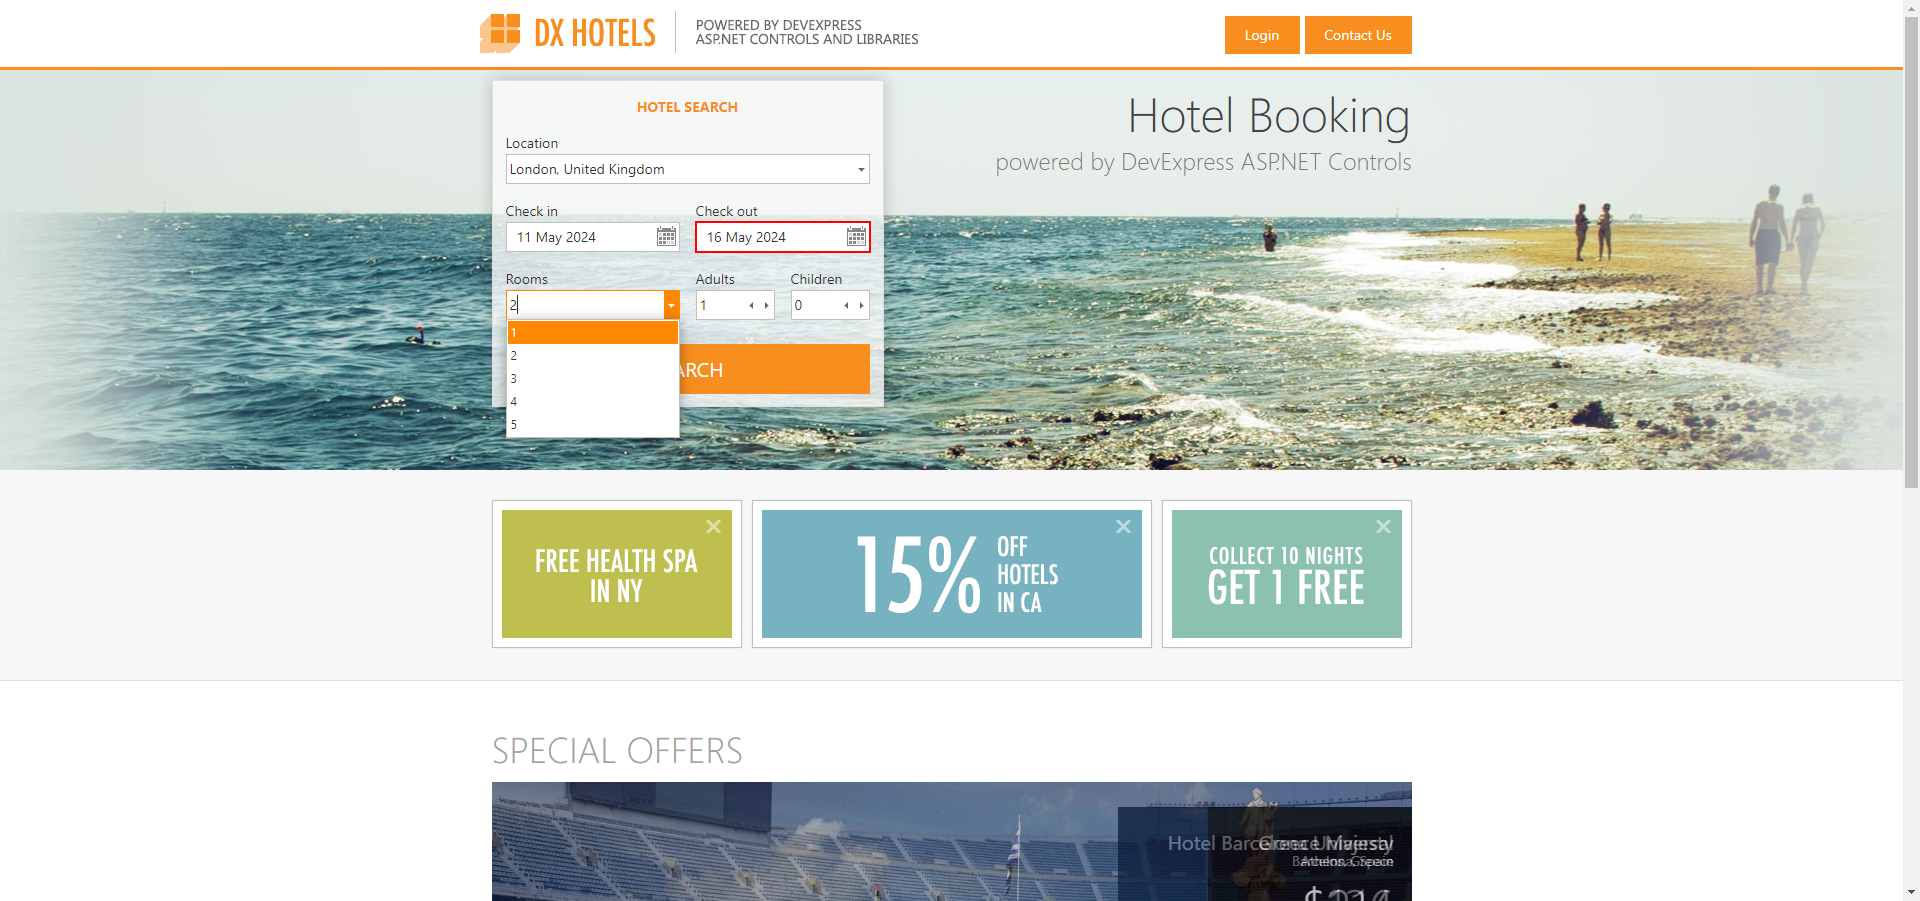 DX HOTELS
POWERED BY DEVEXPRESS
ASP.NET CONTROLS AND LIBRARIES
Login
Contact Us
HOTEL SEARCH
Location
London, United Kingdom
Check in
Check out
11 May 2024
16 May 2024
Rooms
Adults
Children
2
1
0
1
2
3
4
5
ARCH
Hotel Booking
powered by DevExpress ASP.NET Controls
FREE HEALTH SPA
IN NY
15%
OFF
HOTELS
IN CA
COLLECT 10 NIGHTS
GET 1 FREE
SPECIAL OFFERS
Hotel